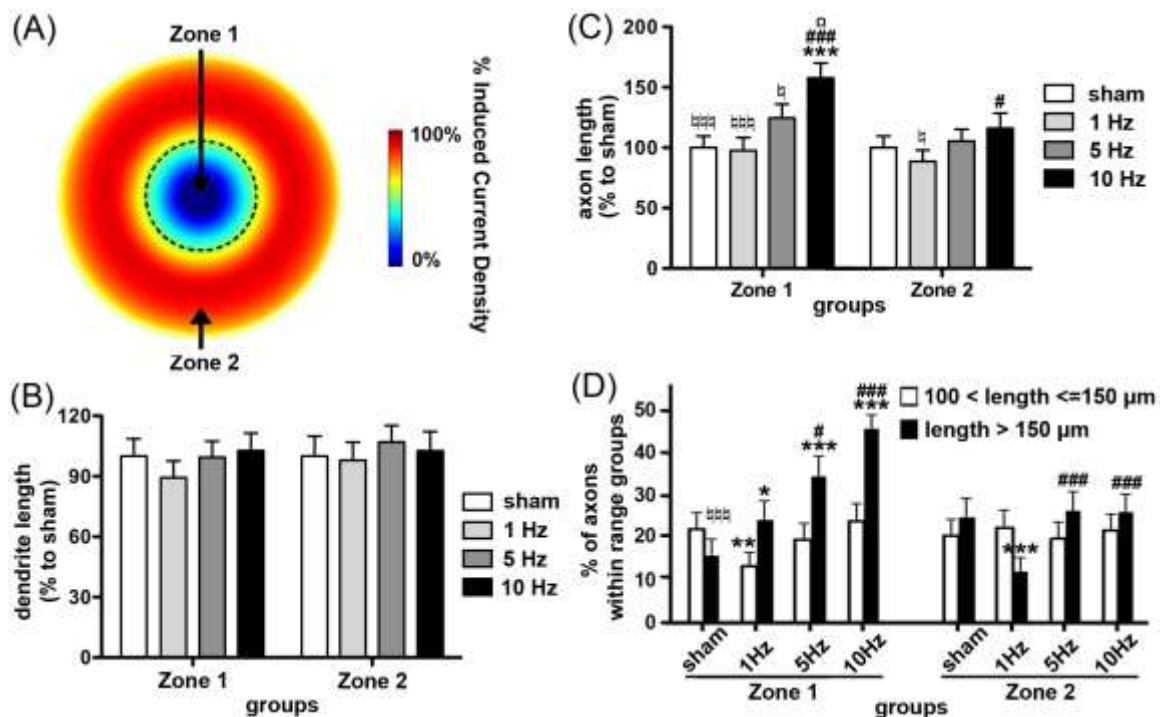 (A)
Zone 1
Zone 2
100%
0%
% Induced Current Density
(B)
dendrite length
(% to sham)
120
90
60
30
0
Zone 1
Zone 2
groups
sham
1 Hz
5 Hz
10 Hz
(C)
axon length
(% to sham)
200
150
100
50
0
♮♮♮
♮♮♮
♮
¤
###
***
¤
#
Zone 1
Zone 2
groups
sham
1 Hz
5 Hz
10 Hz
(D)
% of axons
within range groups
50
40
30
20
10
0
100 < length <=150 µm
length > 150 µm
♮♮♮
**
*
#
***
###
***
***
###
###
sham
1Hz
5Hz
10Hz
sham
1Hz
5Hz
10Hz
Zone 1
Zone 2
groups